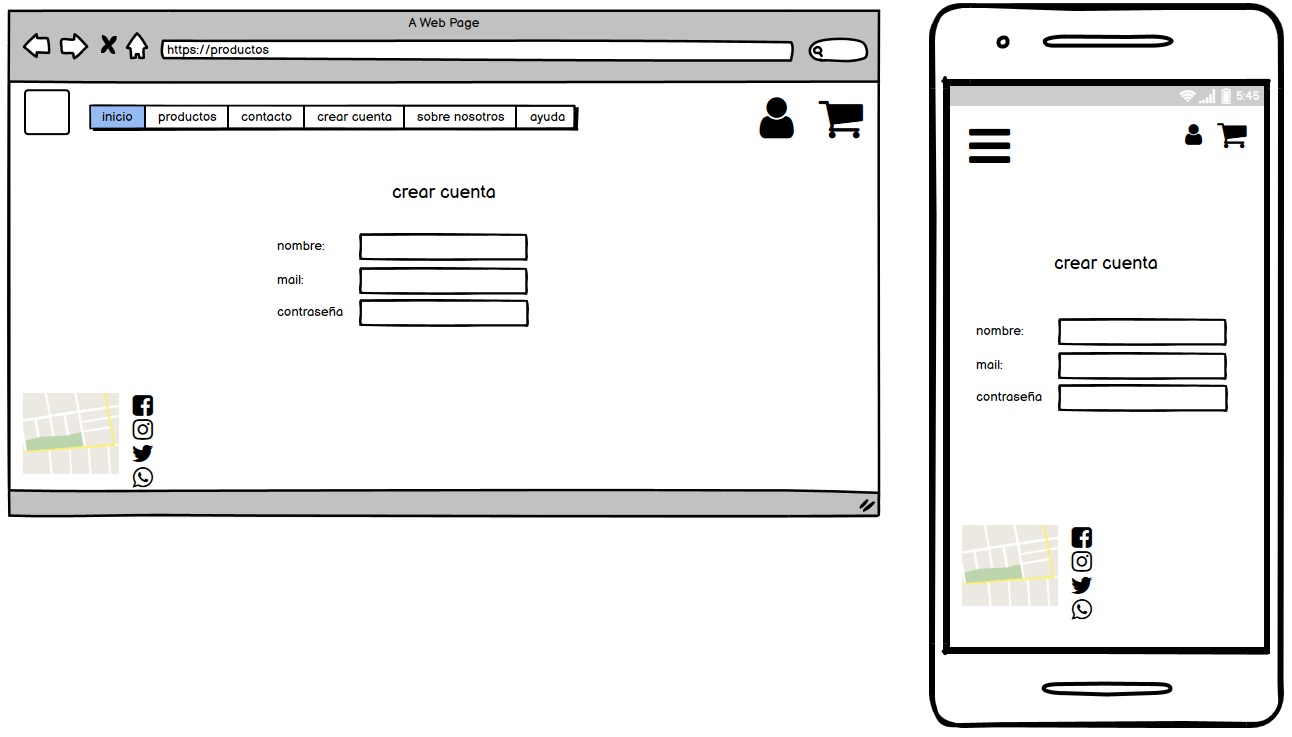 A Web Page
https://productos
inicio productos contacto crear cuenta sobre nosotros ayuda
crear cuenta
nombre:
mail:
contraseña
5:45
crear cuenta
nombre:
mail:
contraseña